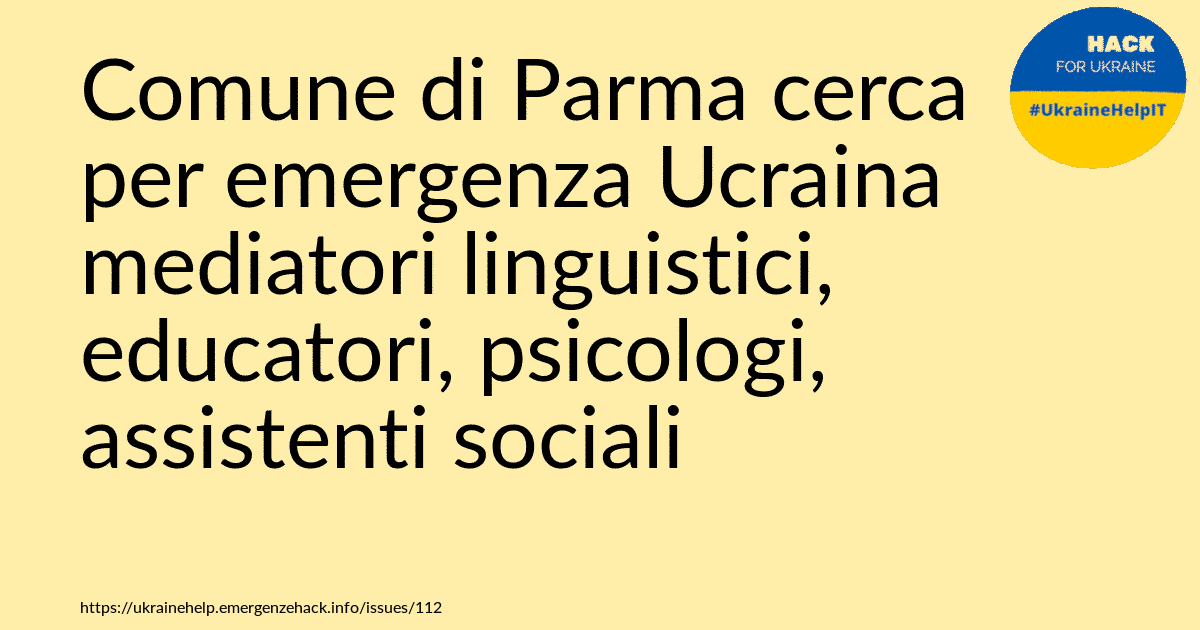 Comune di Parma cerca
per emergenza Ucraina
mediatori linguistici,
educatori, psicologi,
assistenti sociali
HACK
FOR UKRAINE
#UkraineHelpIT
https://ukrainehelp.emergenzehack.info/issues/112